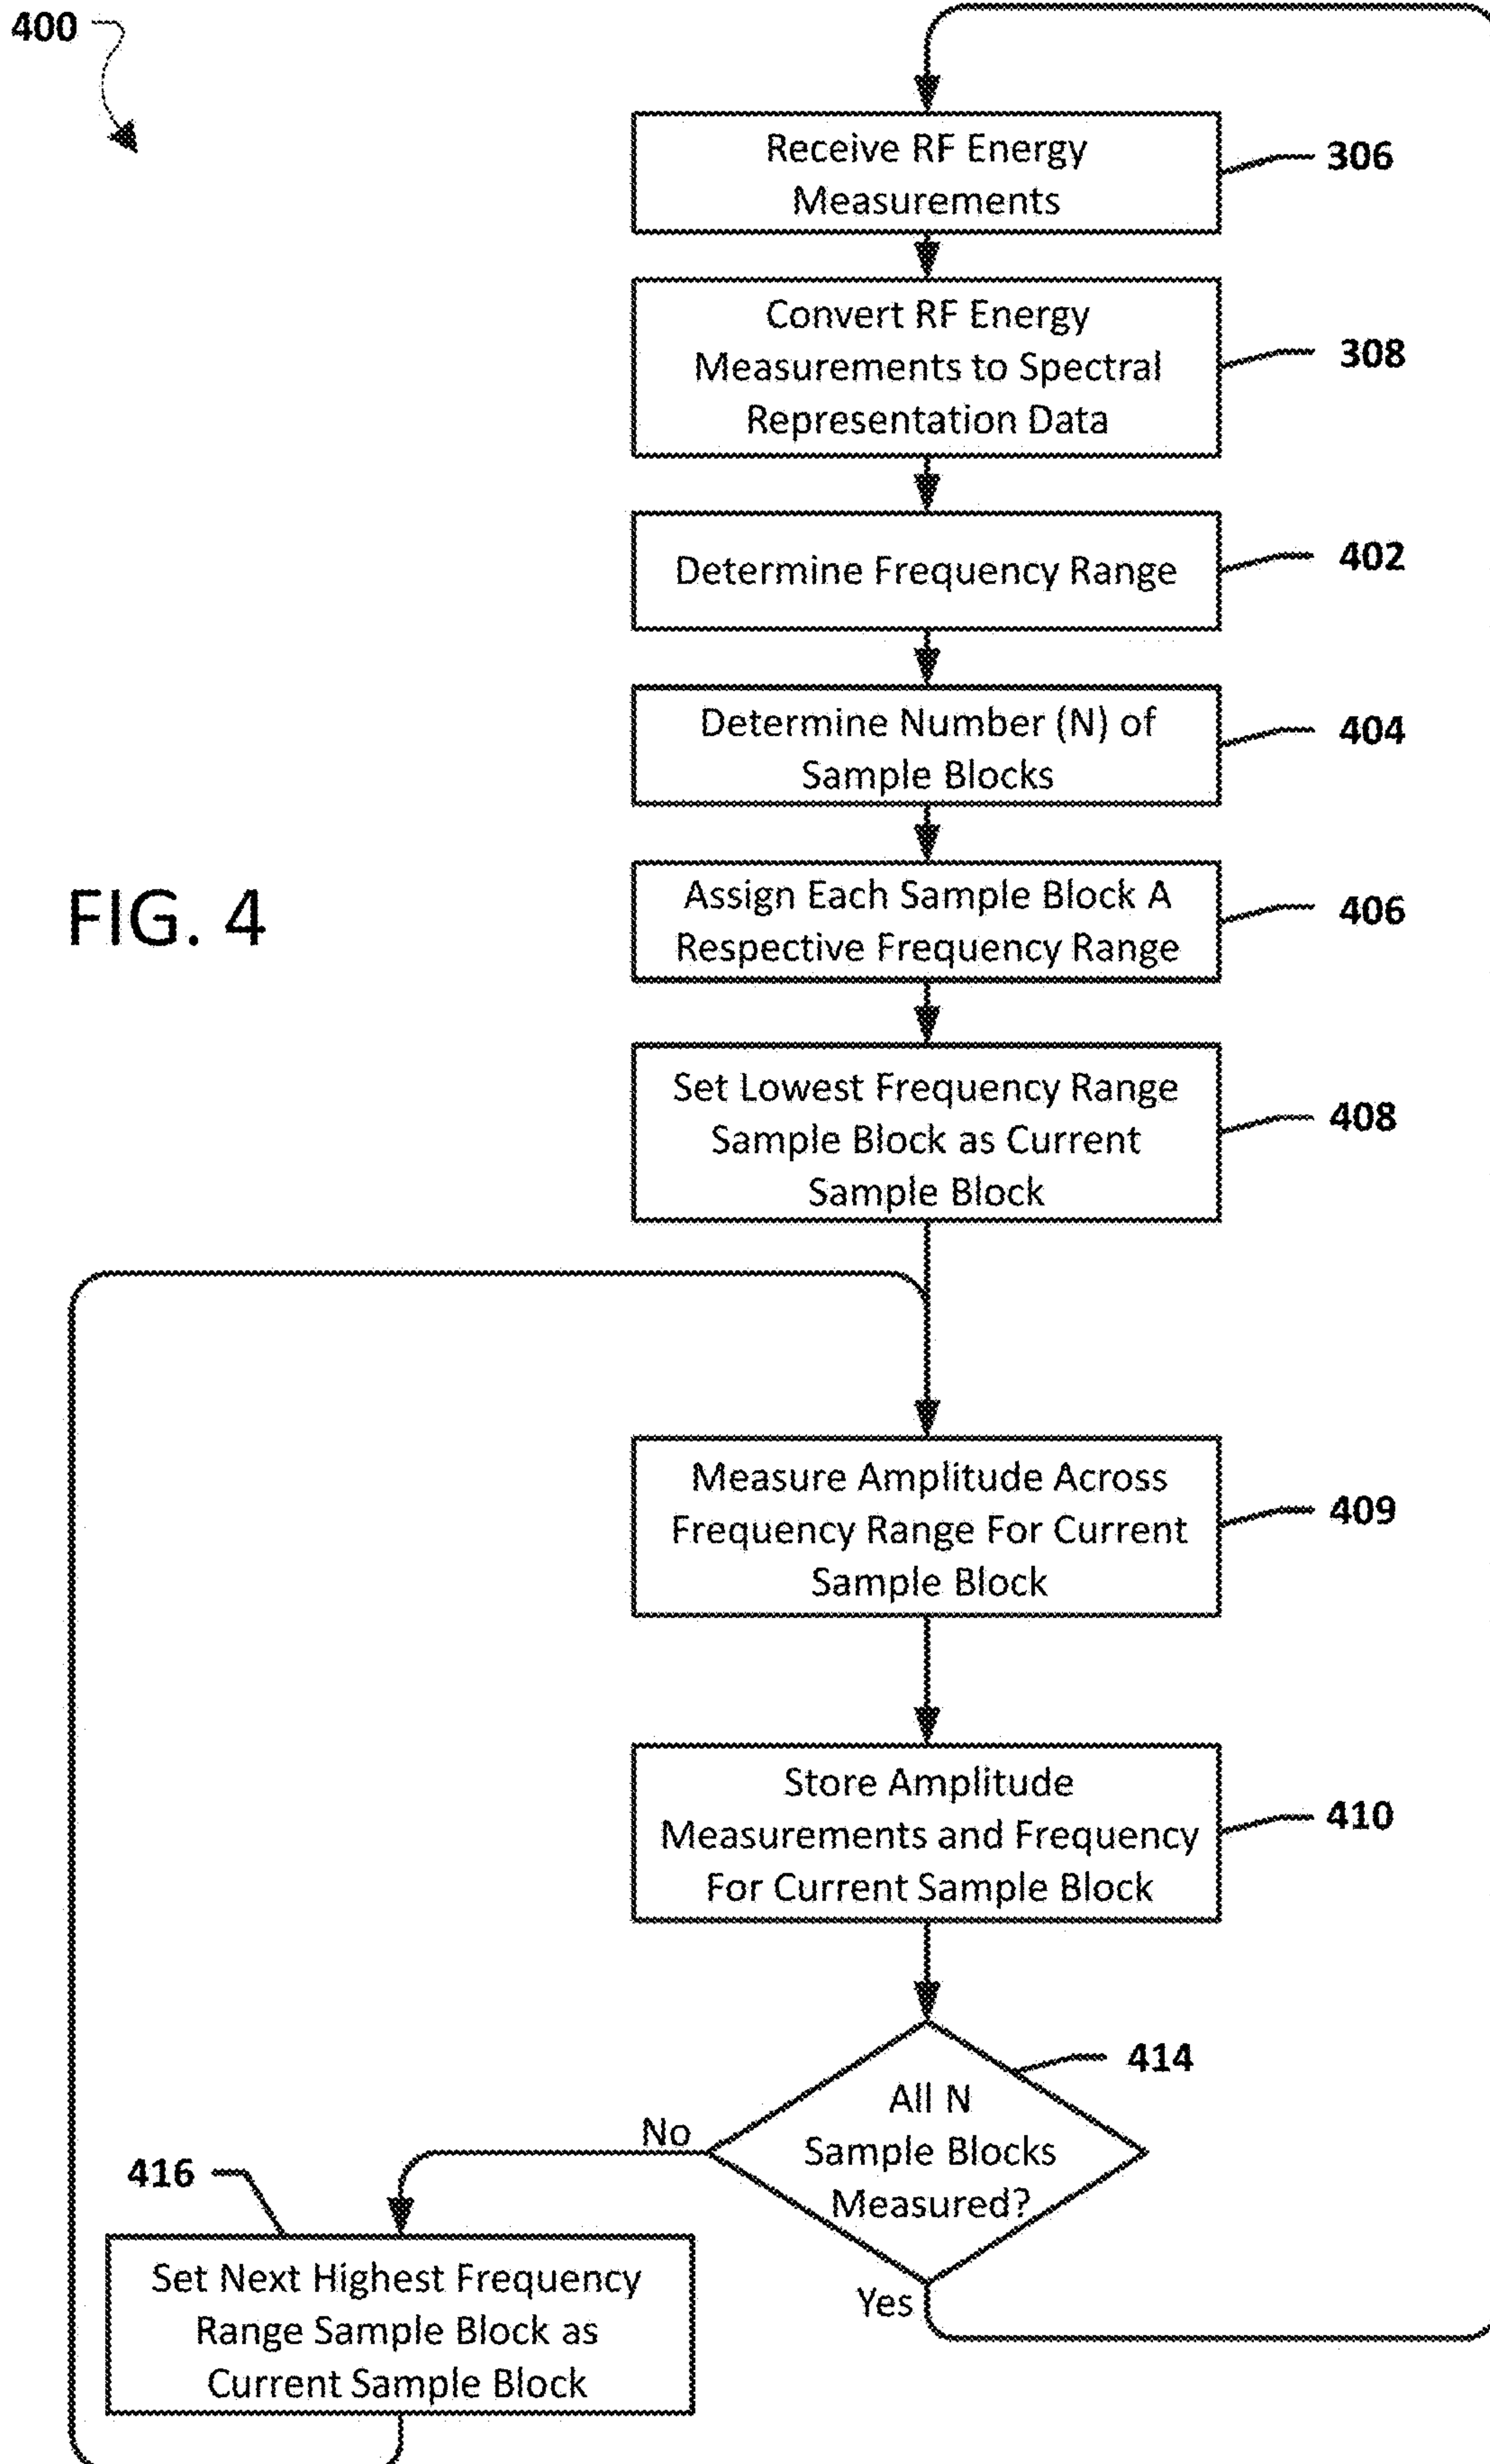 400
Receive RF Energy
Measurements
306
Convert RF Energy
Measurements to Spectral
Representation Data
308
Determine Frequency Range
402
Determine Number (N) of
Sample Blocks
404
FIG. 4
Assign Each Sample Block A
Respective Frequency Range
406
Set Lowest Frequency Range
Sample Block as Current
Sample Block
408
Measure Amplitude Across
Frequency Range For Current
Sample Block
409
Store Amplitude
Measurements and Frequency
For Current Sample Block
410
414
All N
Sample Blocks
Measured?
No
Yes
416
Set Next Highest Frequency
Range Sample Block as
Current Sample Block